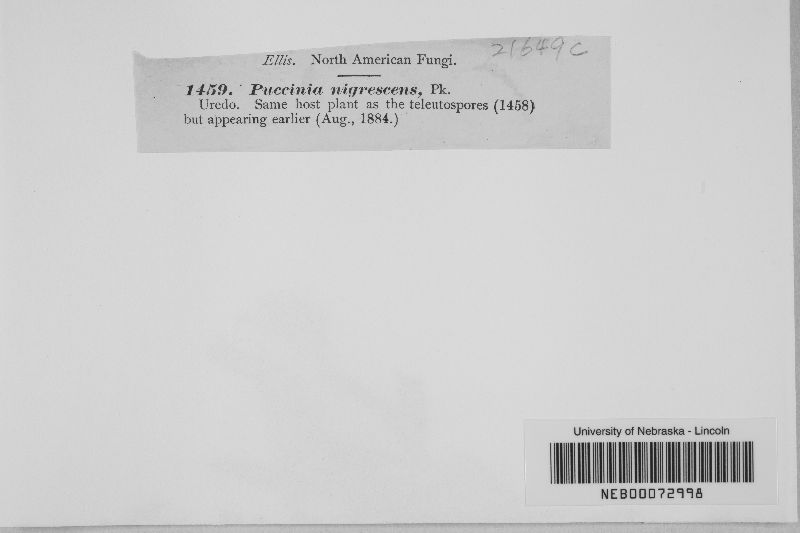 Ellis. North American Fungi. 21649c
1459. Puccinia nigrescens, Pk.
Uredo. Same host plant as the teleutospores (1458)
but appearing earlier (Aug., 1884.)
University of Nebraska - Lincoln
NEB00072998